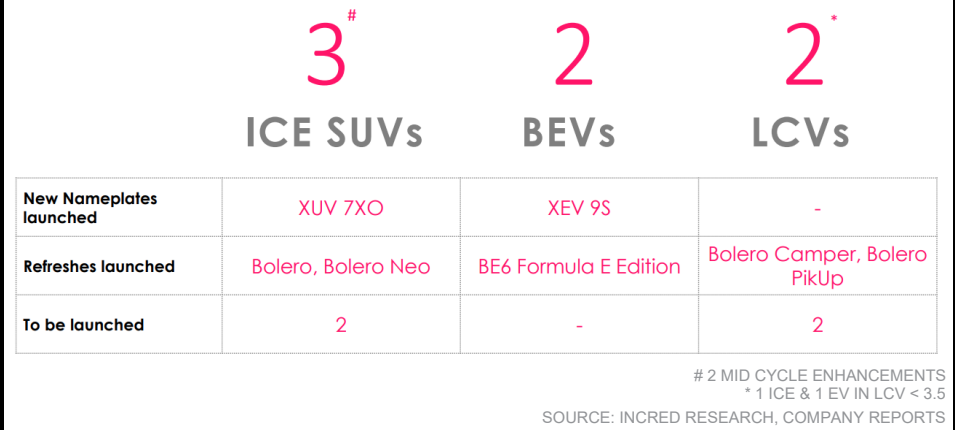 3# 2 2*
ICE SUVs BEVs LCVs
New Nameplates
launched
XUV 7XO XEV 9S -
Refreshes launched Bolero, Bolero Neo BE6 Formula E Edition Bolero Camper, Bolero
PikUp
To be launched 2 - 2
# 2 MID CYCLE ENHANCEMENTS
* 1 ICE & 1 EV IN LCV < 3.5
SOURCE: INCRED RESEARCH, COMPANY REPORTS